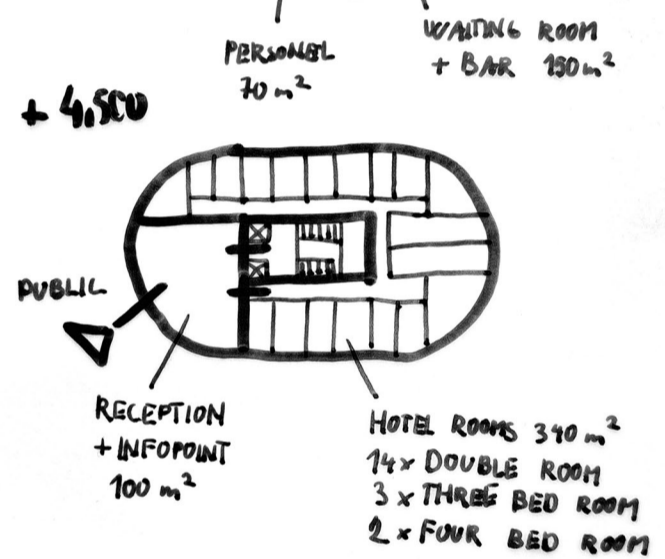 WAITING ROOM
+ BAR 150 m²
PERSONEL
70 m²
+ 4,500
PUBLIC
RECEPTION
+ INFOPOINT
100 m²
HOTEL ROOMS 340 m²
14 x DOUBLE ROOM
3 x THREE BED ROOM
2 x FOUR BED ROOM